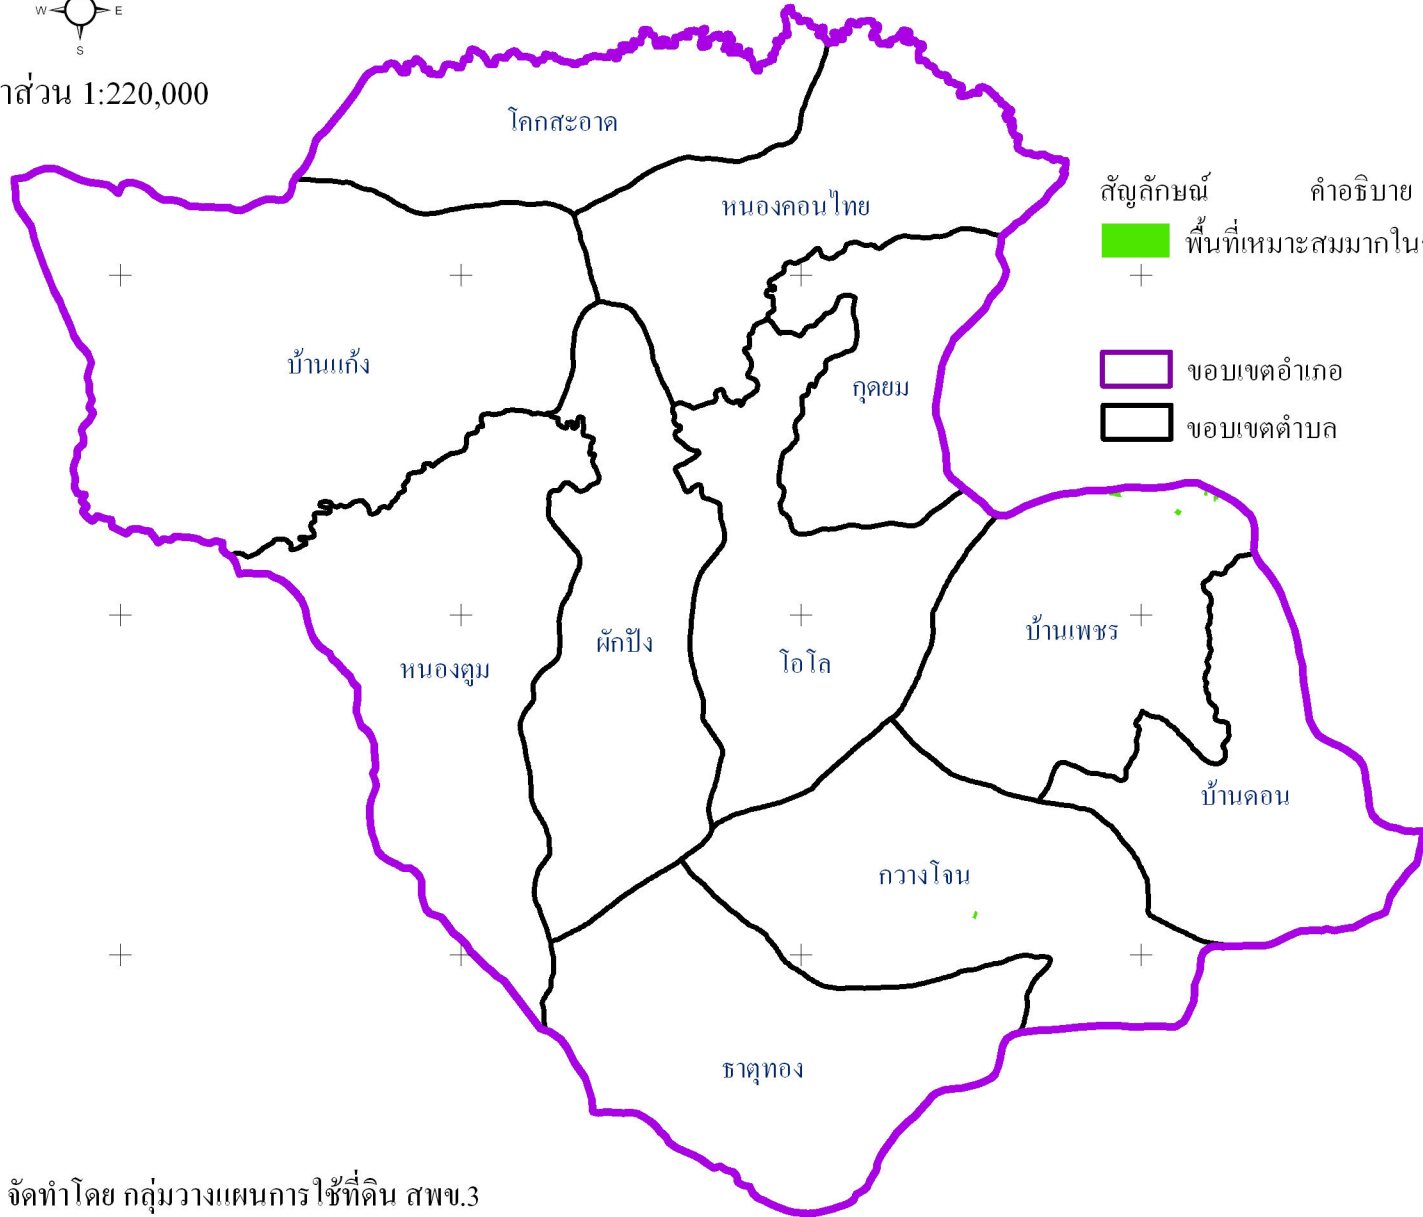 W E
S
าส่วน 1:220,000
โคกสะอาด
หนองคอนไทย
สัญลักษณ์ คำอธิบาย
พื้นที่เหมาะสมมากใน
บ้านแก้ง
กุดยม
ขอบเขตอำเภอ
ขอบเขตตำบล
บ้านเพชร
ผักปัง
โอโล
หนองตูม
บ้านดอน
กวางโจน
ธาตุทอง
จัดทำโดย กลุ่มวางแผนการใช้ที่ดิน สพข.3